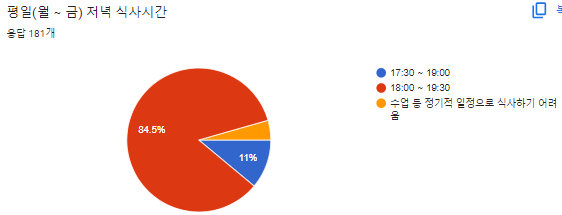 평일(월 ~ 금) 저녁 식사시간
응답 181개
17:30 ~ 19:00
18:00 ~ 19:30
수업 등 정기적 일정으로 식사하기 어려
움
84.5%
11%